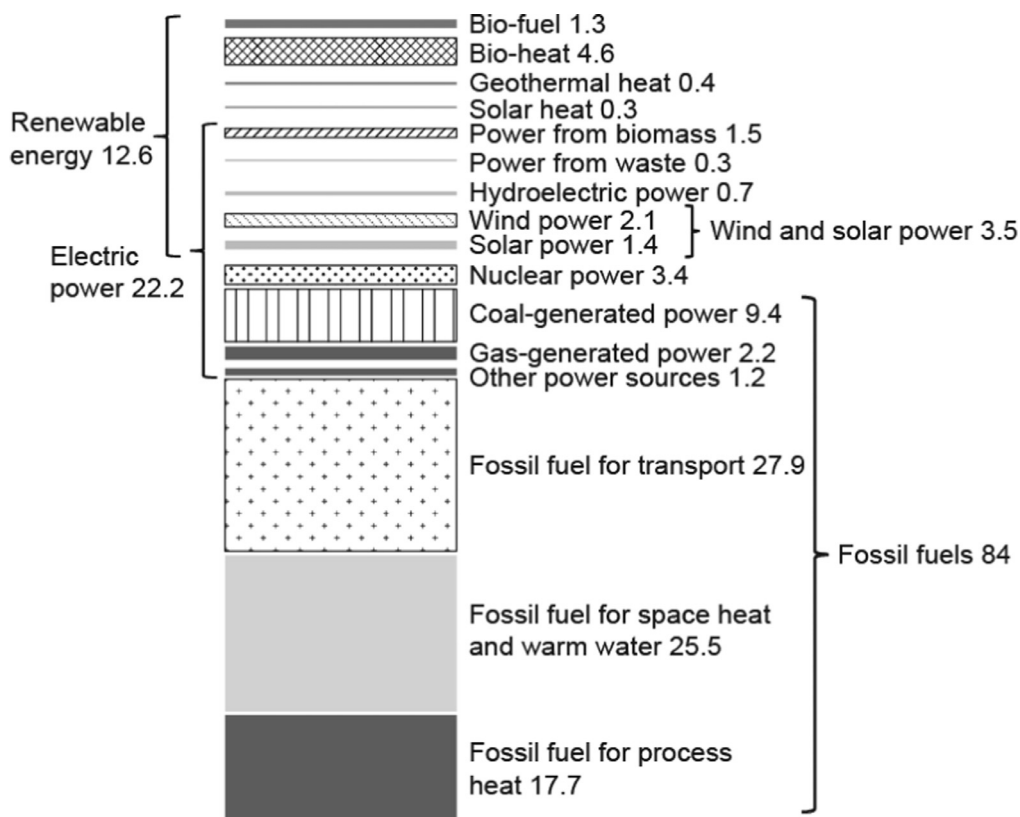 Bio-fuel 1.3
Bio-heat 4.6
Geothermal heat 0.4
Solar heat 0.3
Renewable
energy 12.6
Power from biomass 1.5
Power from waste 0.3
Hydroelectric power 0.7
Wind power 2.1
Solar power 1.4
Wind and solar power 3.5
Electric
power 22.2
Nuclear power 3.4
Coal-generated power 9.4
Gas-generated power 2.2
Other power sources 1.2
Fossil fuel for transport 27.9
Fossil fuels 84
Fossil fuel for space heat
and warm water 25.5
Fossil fuel for process
heat 17.7